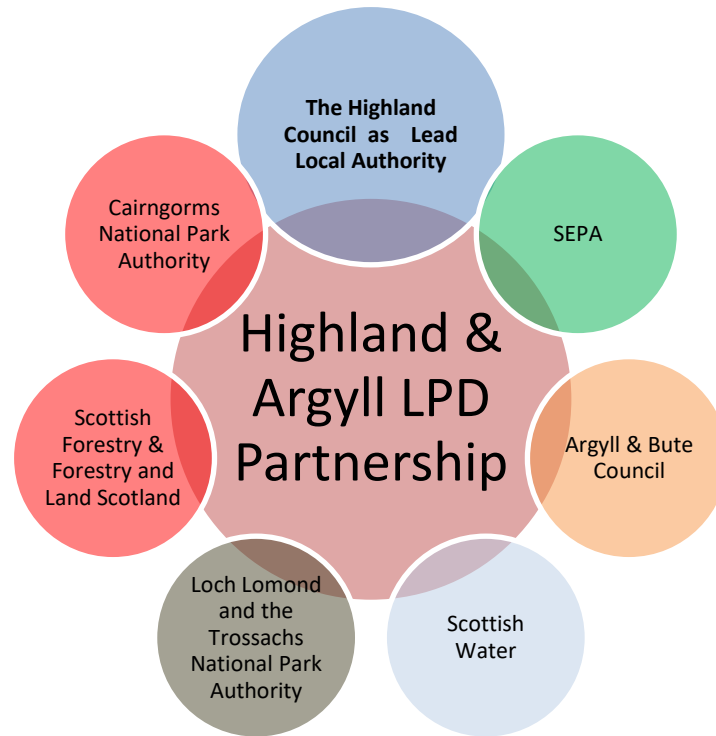 The Highland
Council as Lead
Local Authority
Cairngorms
National Park
Authority
SEPA
Highland &
Argyll LPD
Partnership
Scottish
Forestry &
Forestry and
Land Scotland
Argyll & Bute
Council
Loch Lomond
and the
Trossachs
National Park
Authority
Scottish
Water